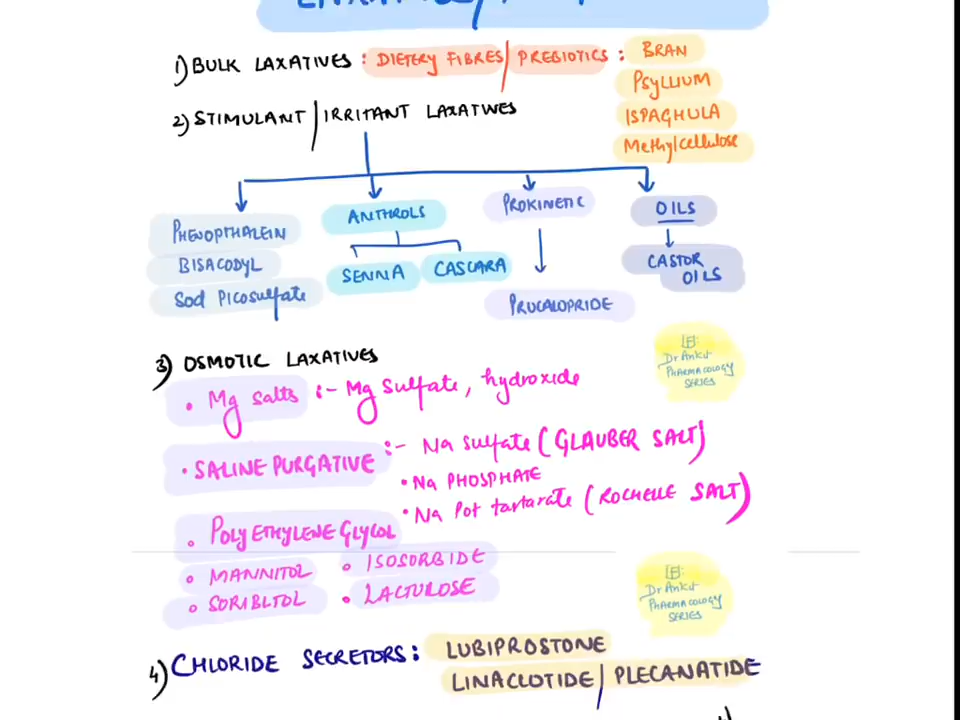 1) BULK LAXATIVES : DIETERY FIBRES / PREBIOTICS : BRAN
PSYLLIUM
ISPAGHULA
Methylcellulose
2) STIMULANT / IRRITANT LAXATIVES
PHENOPTHALEIN
BISACODYL
Sod Picosulfate
ANTHROLS
SENNA CASCARA
PROKINETIC
PRUCALOPRIDE
OILS
CASTOR
OILS
3) OSMOTIC LAXATIVES
Dr Ankit
PHARMACOLOGY
SERIES
• Mg salts :- Mg sulfate, hydroxide
• SALINE PURGATIVE :- Na sulfate (GLAUBER SALT)
• Na PHOSPHATE
• Na Pot tartarate (ROCHELLE SALT)
• POLYETHYLENE GLYCOL
• MANNITOL • ISOSORBIDE
• SORIBLTOL • LACTULOSE
Dr Ankit
PHARMACOLOGY
SERIES
4) CHLORIDE SECRETORS : LUBIPROSTONE
LINACLOTIDE / PLECANATIDE